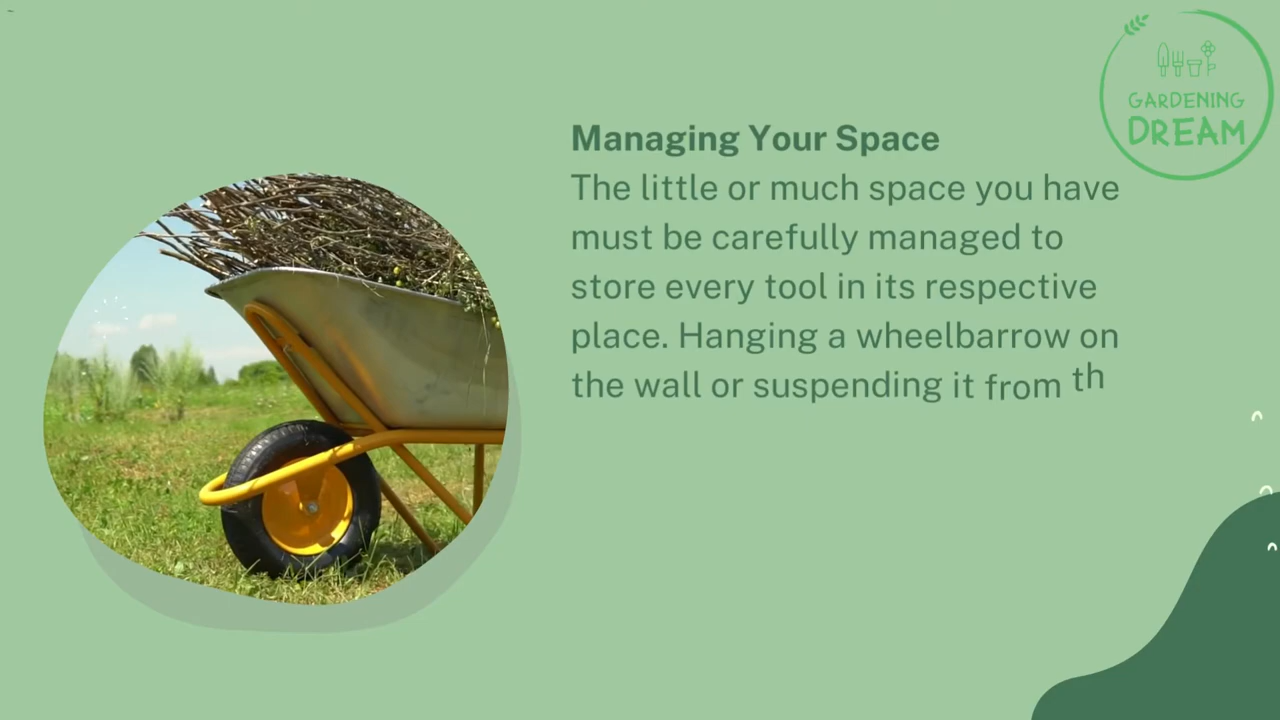 GARDENING
DREAM
Managing Your Space
The little or much space you have
must be carefully managed to
store every tool in its respective
place. Hanging a wheelbarrow on
the wall or suspending it from th